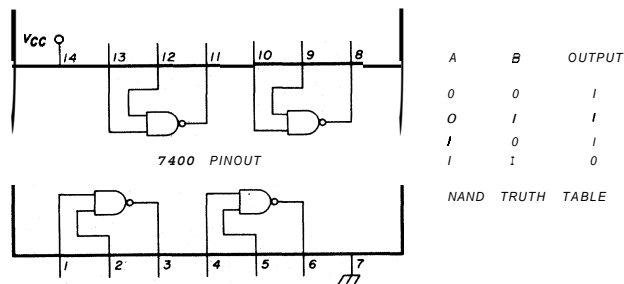 VCC
14 13 12 11 10 9 8
7400 PINOUT
1 2 3 4 5 6 7
A B OUTPUT
0 0 1
0 1 1
1 0 1
1 1 0
NAND TRUTH TABLE